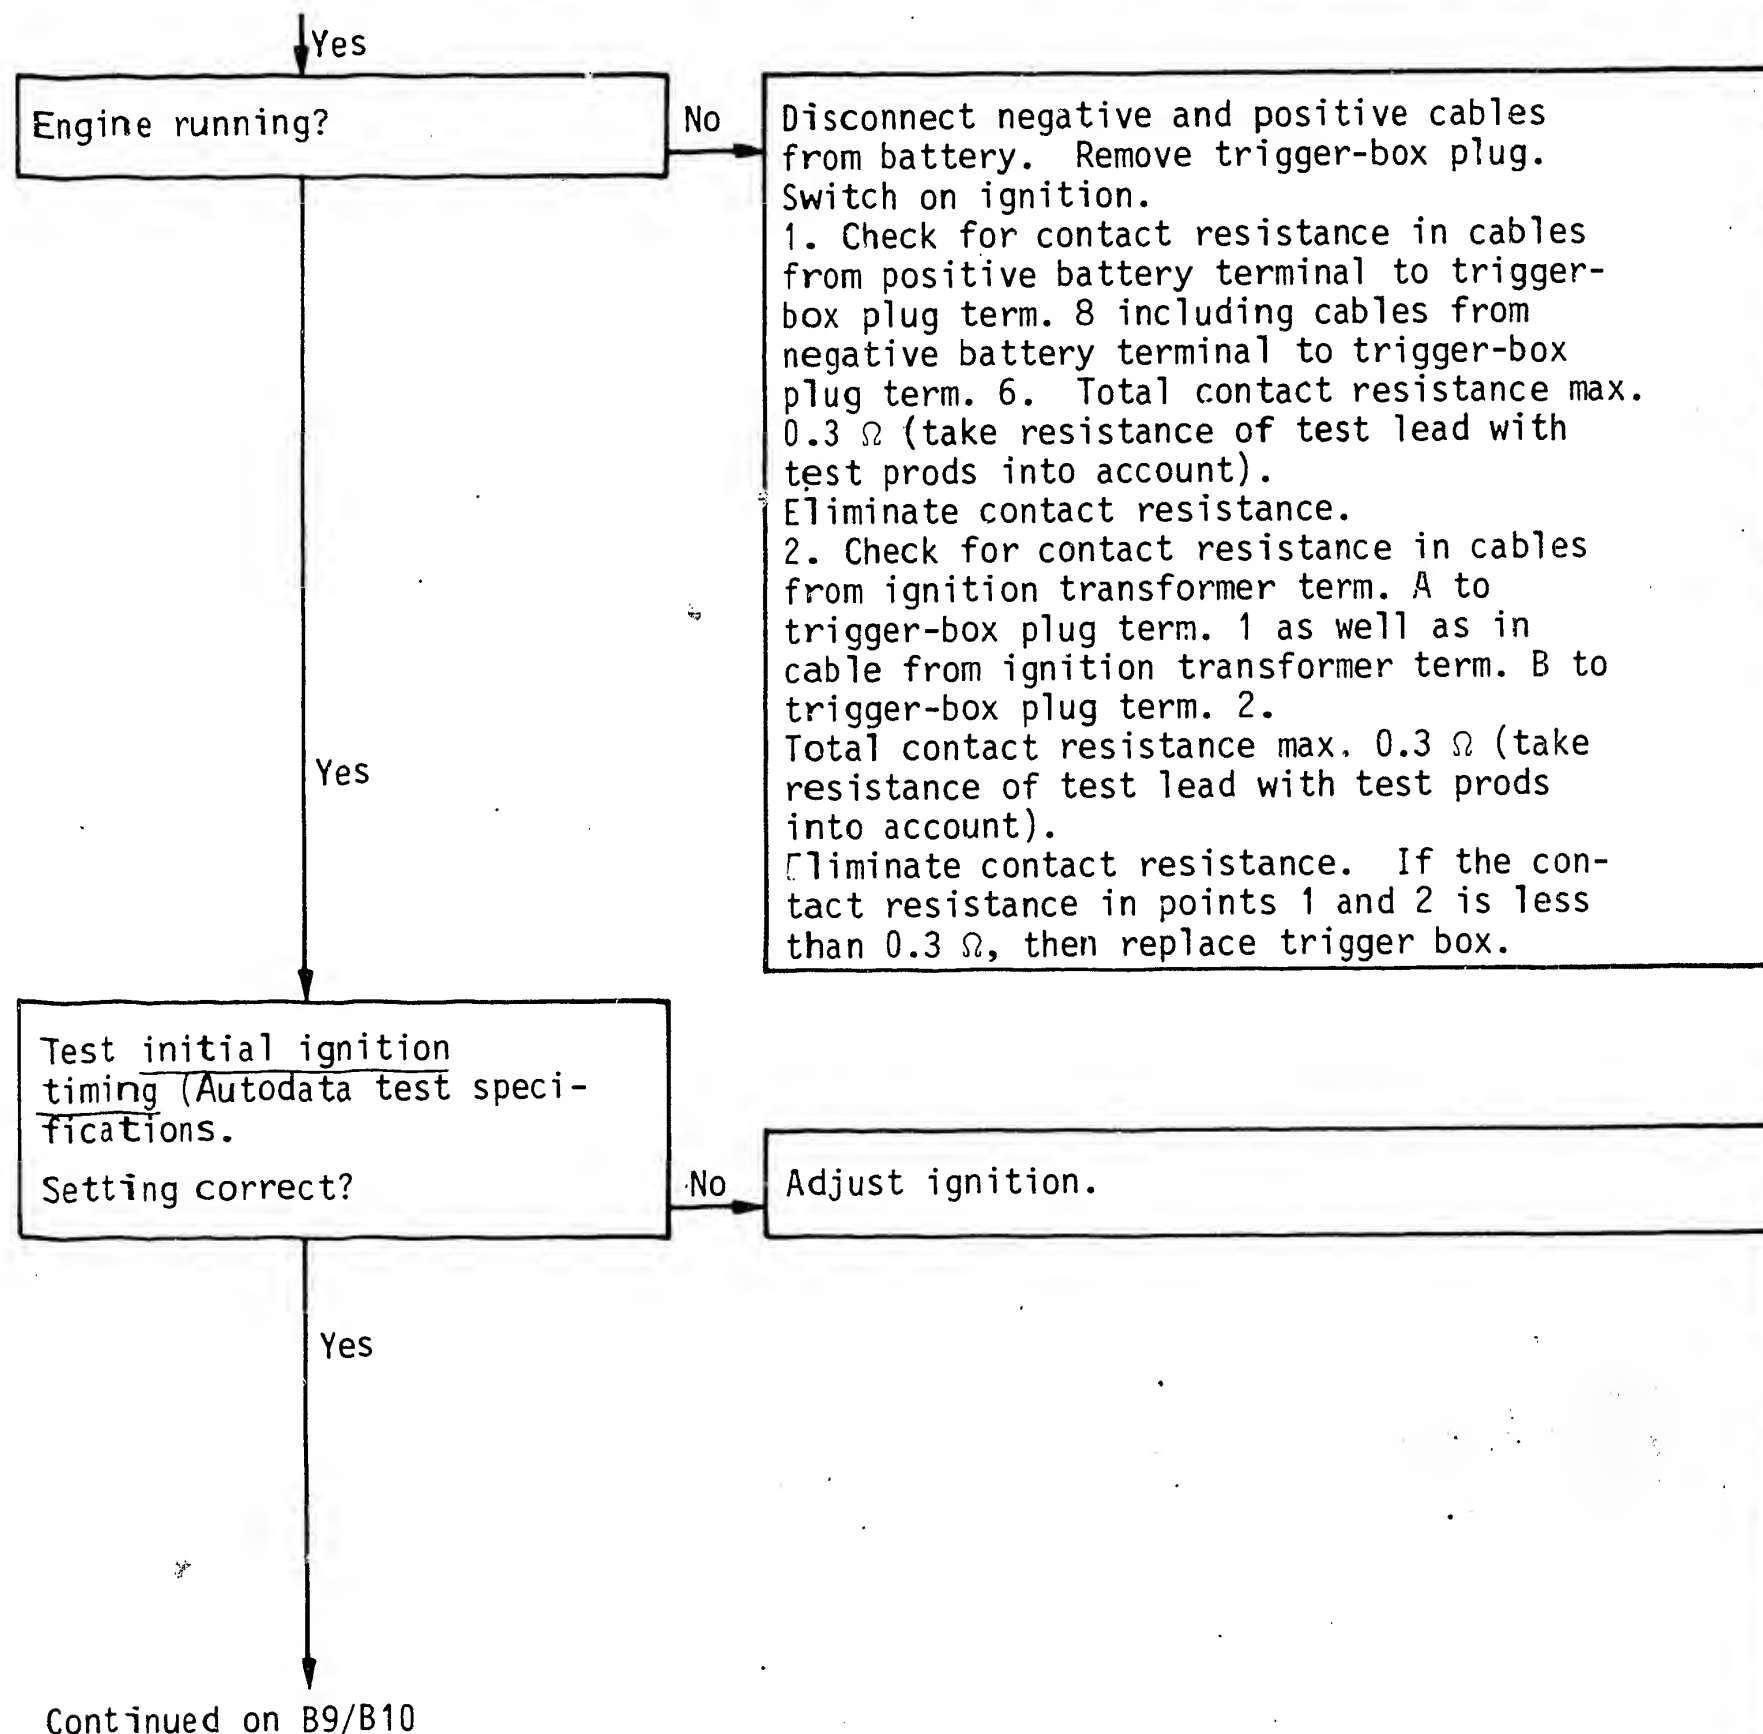 Yes
Engine running?
No
Disconnect negative and positive cables
from battery. Remove trigger-box plug.
Switch on ignition.
1. Check for contact resistance in cables
from positive battery terminal to trigger-
box plug term. 8 including cables from
negative battery terminal to trigger-box
plug term. 6. Total contact resistance max.
0.3 Ω (take resistance of test lead with
test prods into account).
Eliminate contact resistance.
2. Check for contact resistance in cables
from ignition transformer term. A to
trigger-box plug term. 1 as well as in
cable from ignition transformer term. B to
trigger-box plug term. 2.
Total contact resistance max. 0.3 Ω (take
resistance of test lead with test prods
into account).
Eliminate contact resistance. If the con-
tact resistance in points 1 and 2 is less
than 0.3 Ω, then replace trigger box.
Yes
Test initial ignition
timing (Autodata test speci-
fications.
Setting correct?
No
Adjust ignition.
Yes
Continued on B9/B10